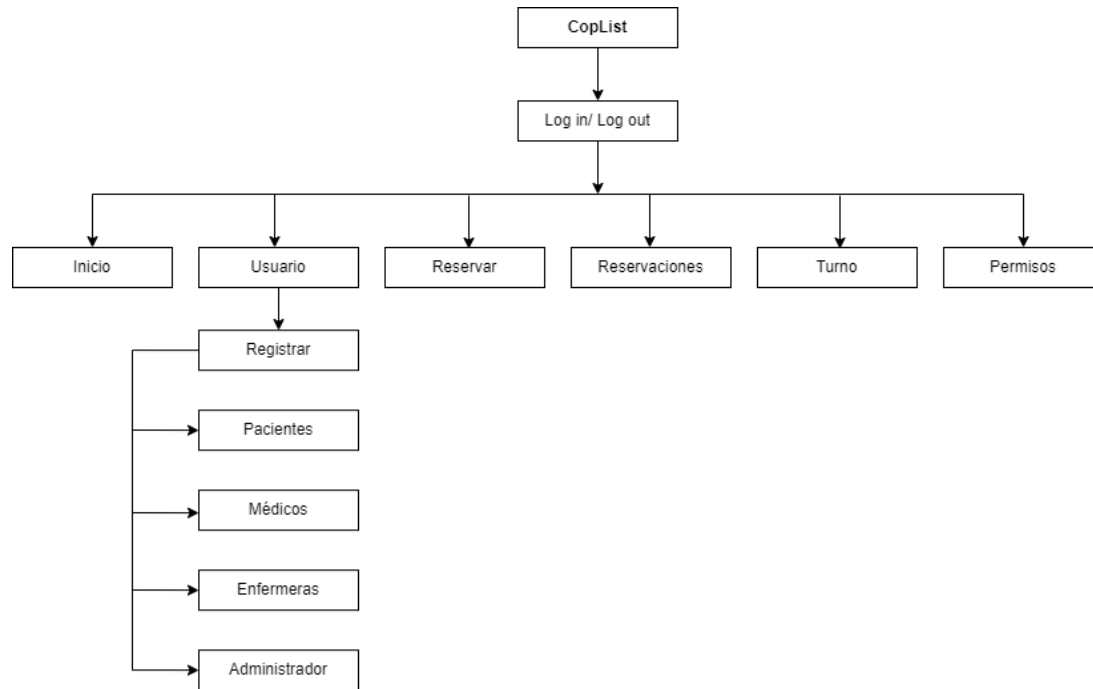 CopList
Log in/ Log out
Inicio
Usuario
Reservar
Reservaciones
Turno
Permisos
Registrar
Pacientes
Médicos
Enfermeras
Administrador